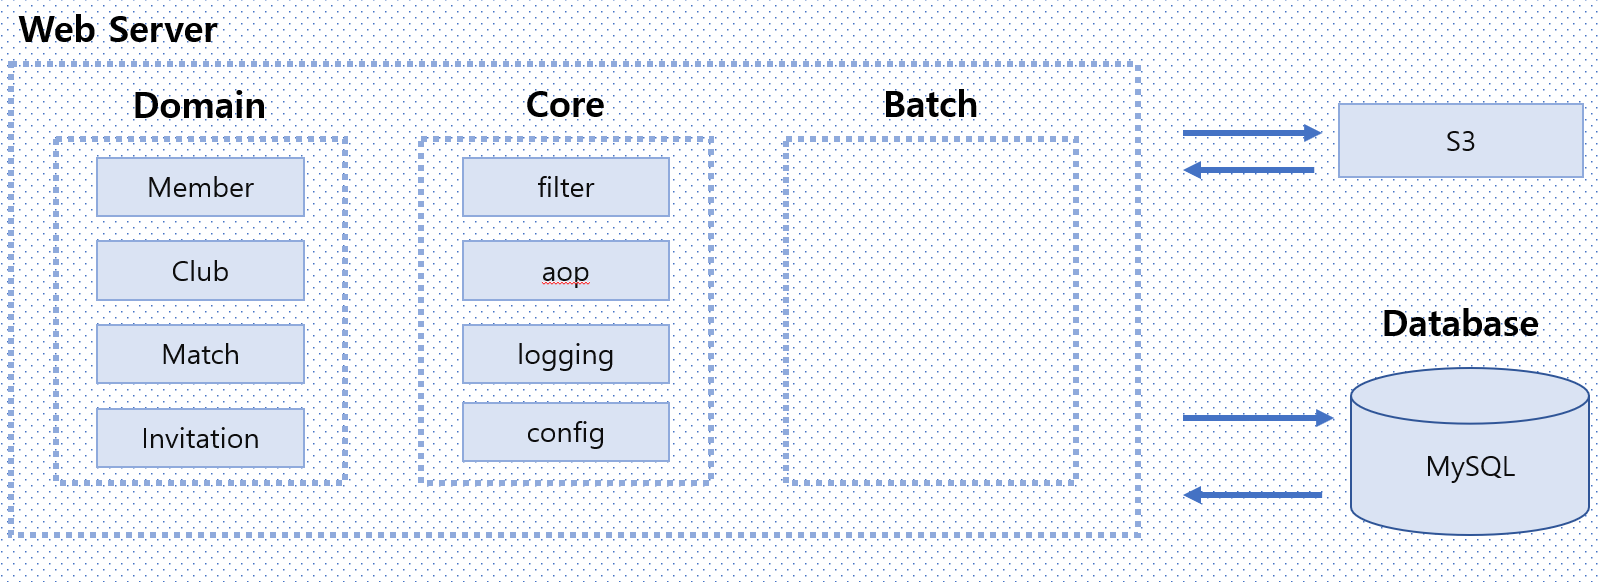 Web Server
Domain
Member
Club
Match
Invitation
Core
filter
aop
logging
config
Batch
S3
Database
MySQL